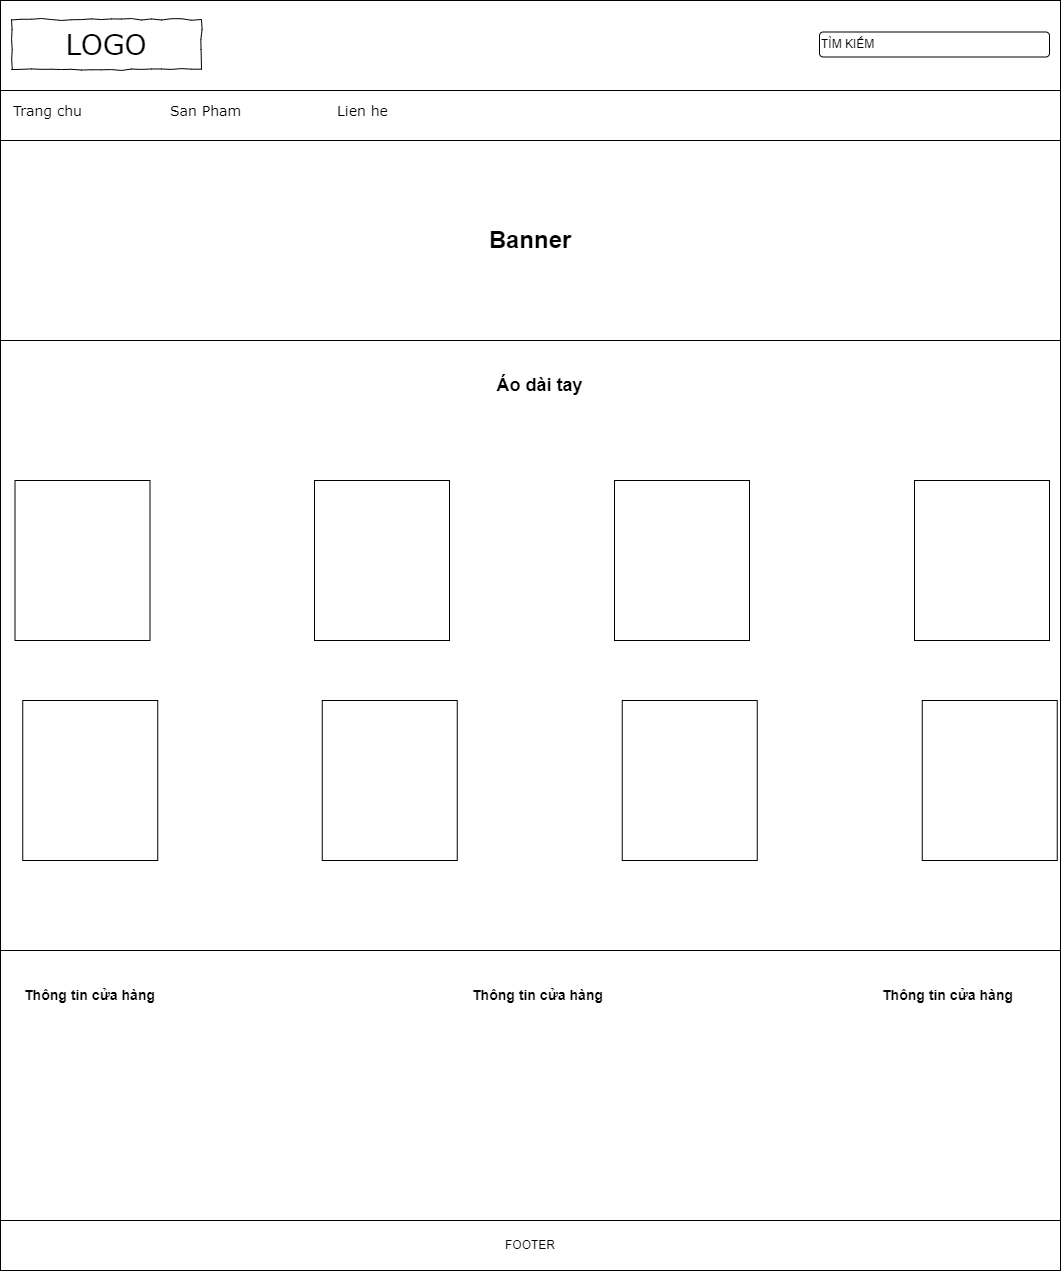 LOGO
TÌM KIẾM
Trang chu
San Pham
Lien he
Banner
Áo dài tay
Thông tin cửa hàng
Thông tin cửa hàng
Thông tin cửa hàng
FOOTER